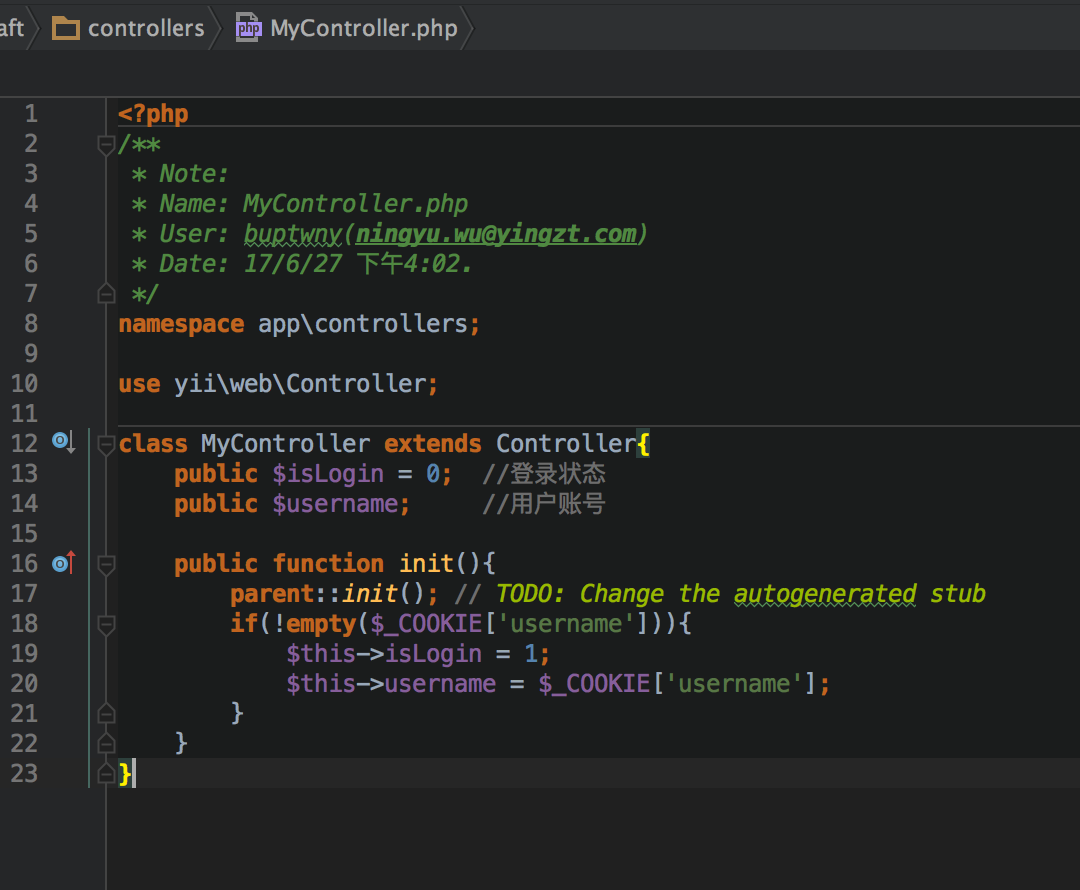 aft controllers MyController.php
1 <?php
2 /**
3  * Note:
4  * Name: MyController.php
5  * User: buptwny(ningyu.wu@yingzt.com)
6  * Date: 17/6/27 下午4:02.
7  */
8 namespace app\controllers;
9
10 use yii\web\Controller;
11
12 class MyController extends Controller{
13     public $isLogin = 0;  //登录状态
14     public $username;     //用户账号
15
16     public function init(){
17         parent::init(); // TODO: Change the autogenerated stub
18         if(!empty($_COOKIE['username'])){
19             $this->isLogin = 1;
20             $this->username = $_COOKIE['username'];
21         }
22     }
23 }